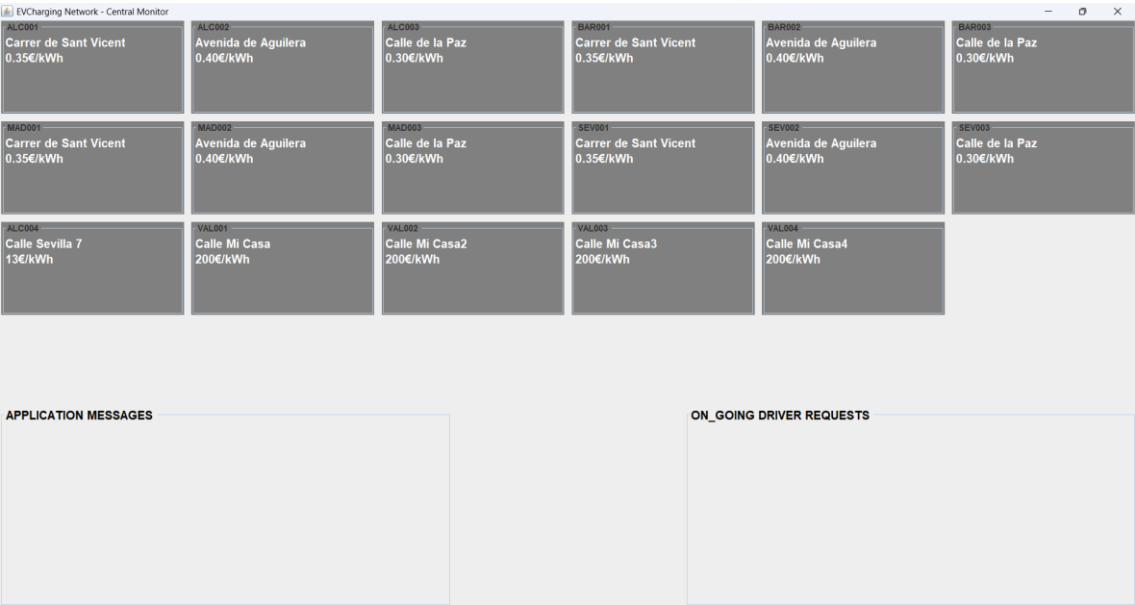 EVCharging Network - Central Monitor
ALC001
Carrer de Sant Vicent
0.35€/kWh
ALC002
Avenida de Aguilera
0.40€/kWh
ALC003
Calle de la Paz
0.30€/kWh
BAR001
Carrer de Sant Vicent
0.35€/kWh
BAR002
Avenida de Aguilera
0.40€/kWh
BAR003
Calle de la Paz
0.30€/kWh
MAD001
Carrer de Sant Vicent
0.35€/kWh
MAD002
Avenida de Aguilera
0.40€/kWh
MAD003
Calle de la Paz
0.30€/kWh
SEV001
Carrer de Sant Vicent
0.35€/kWh
SEV002
Avenida de Aguilera
0.40€/kWh
SEV003
Calle de la Paz
0.30€/kWh
ALC004
Calle Sevilla 7
13€/kWh
VAL001
Calle Mi Casa
200€/kWh
VAL002
Calle Mi Casa2
200€/kWh
VAL003
Calle Mi Casa3
200€/kWh
VAL004
Calle Mi Casa4
200€/kWh
APPLICATION MESSAGES
ON_GOING DRIVER REQUESTS